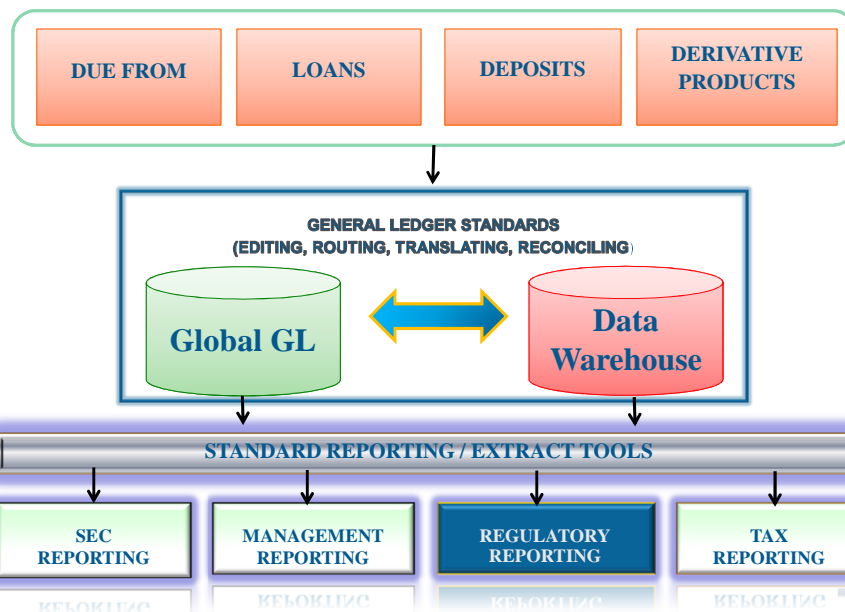 DUE FROM
LOANS
DEPOSITS
DERIVATIVE
PRODUCTS
GENERAL LEDGER STANDARDS
(EDITING, ROUTING, TRANSLATING, RECONCILING)
Global GL
Data
Warehouse
STANDARD REPORTING / EXTRACT TOOLS
SEC
REPORTING
MANAGEMENT
REPORTING
REGULATORY
REPORTING
TAX
REPORTING